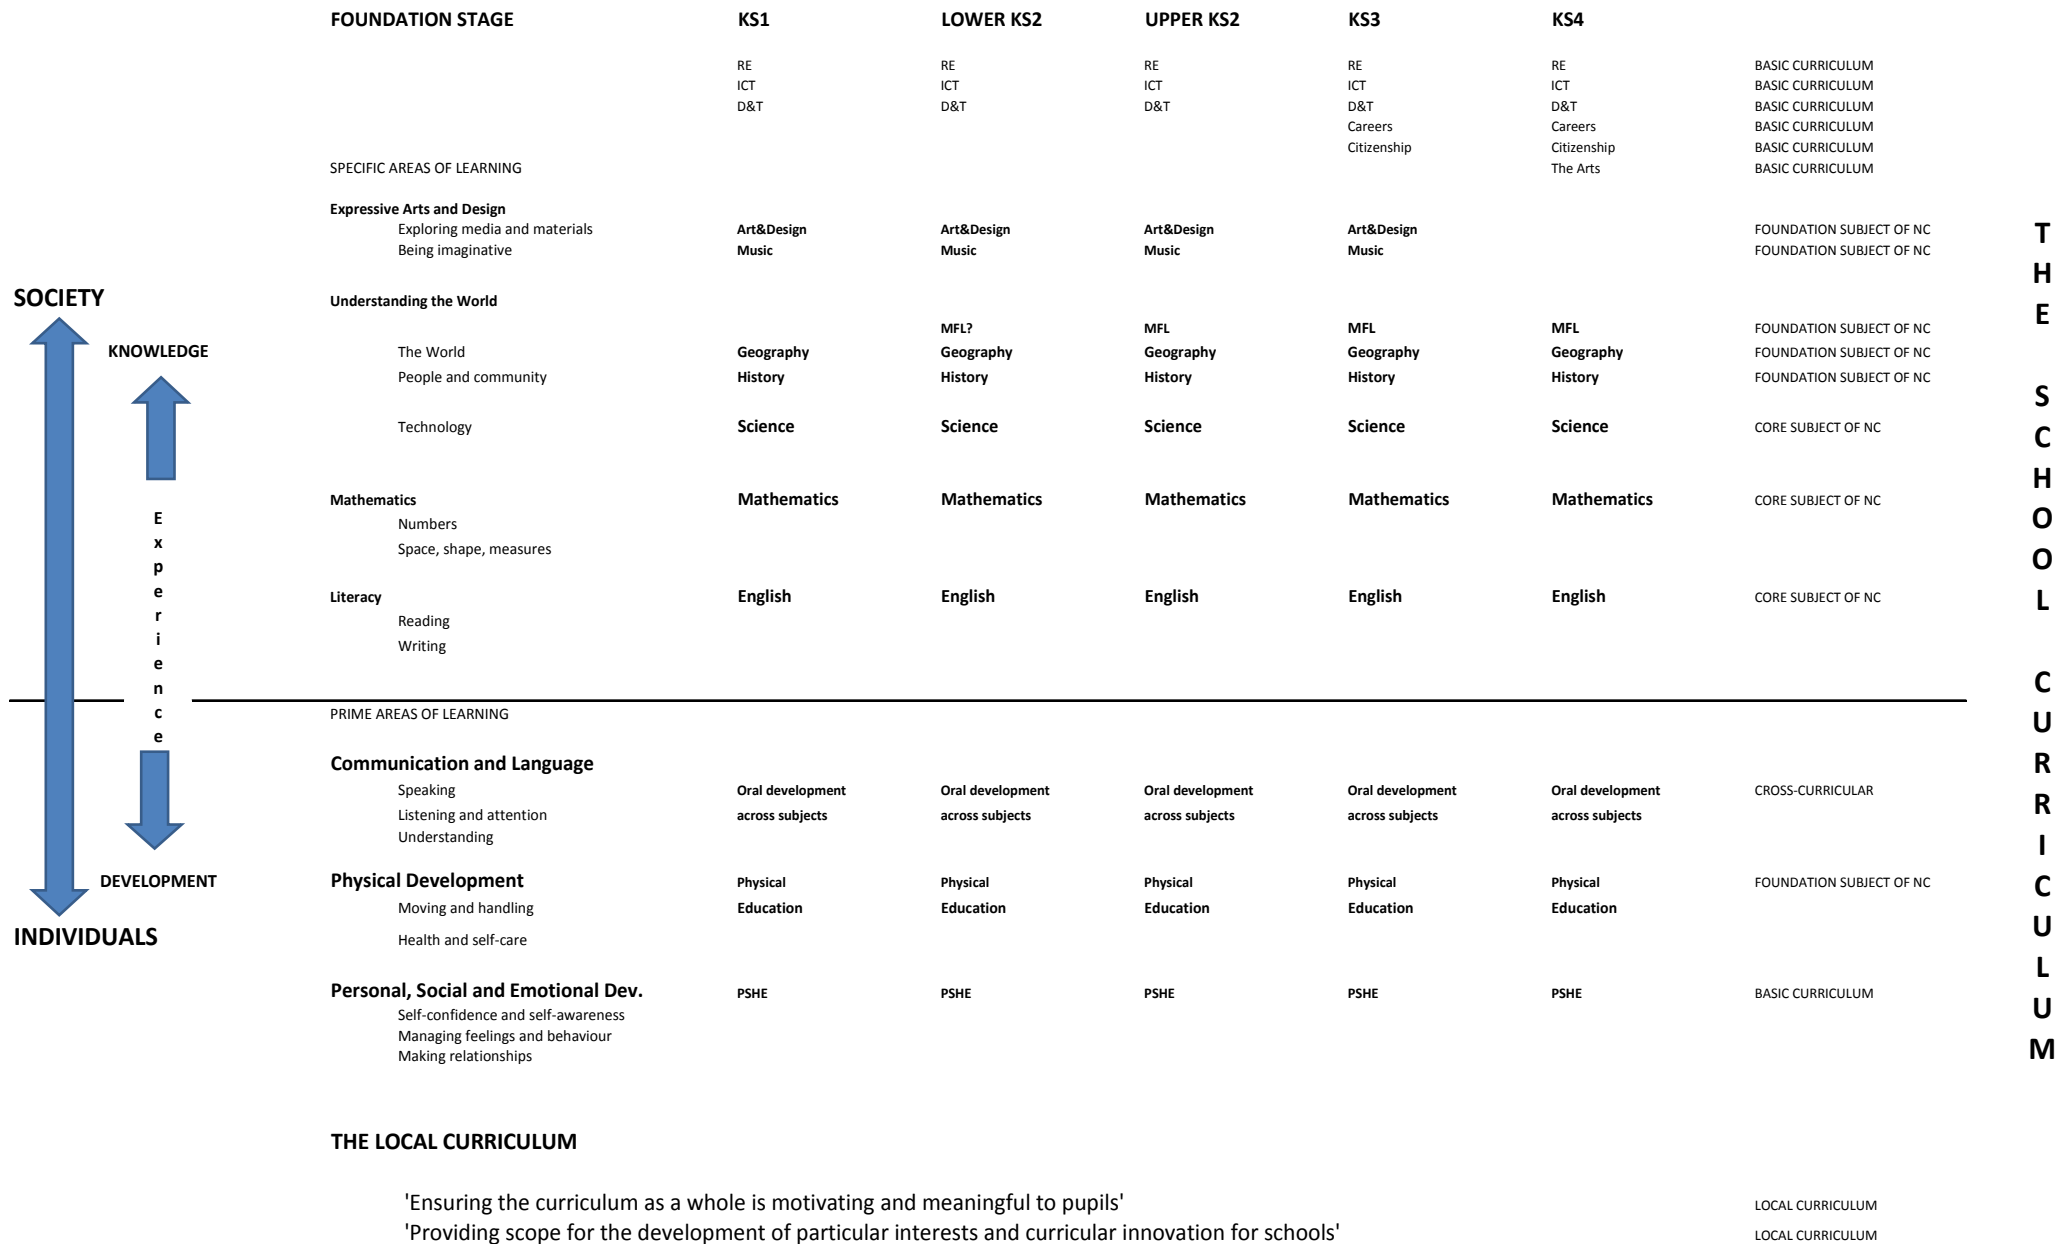 FOUNDATION STAGE KS1 LOWER KS2 UPPER KS2 KS3 KS4
RE RE RE RE RE BASIC CURRICULUM
ICT ICT ICT ICT ICT BASIC CURRICULUM
D&T D&T D&T D&T D&T BASIC CURRICULUM
Careers Careers BASIC CURRICULUM
Citizenship Citizenship BASIC CURRICULUM
SPECIFIC AREAS OF LEARNING The Arts BASIC CURRICULUM
Expressive Arts and Design
Exploring media and materials Art&Design Art&Design Art&Design Art&Design FOUNDATION SUBJECT OF NC
Being imaginative Music Music Music Music FOUNDATION SUBJECT OF NC
SOCIETY
Understanding the World
MFL? MFL MFL MFL FOUNDATION SUBJECT OF NC
KNOWLEDGE
The World Geography Geography Geography Geography Geography FOUNDATION SUBJECT OF NC
People and community History History History History History FOUNDATION SUBJECT OF NC
Technology Science Science Science Science Science CORE SUBJECT OF NC
Mathematics Mathematics Mathematics Mathematics Mathematics Mathematics CORE SUBJECT OF NC
Numbers
Space, shape, measures
Experience
Literacy English English English English English CORE SUBJECT OF NC
Reading
Writing
PRIME AREAS OF LEARNING
Communication and Language
Speaking Oral development Oral development Oral development Oral development Oral development CROSS-CURRICULAR
Listening and attention across subjects across subjects across subjects across subjects across subjects
Understanding
DEVELOPMENT
Physical Development Physical Physical Physical Physical Physical FOUNDATION SUBJECT OF NC
Moving and handling Education Education Education Education Education
INDIVIDUALS
Health and self-care
Personal, Social and Emotional Dev. PSHE PSHE PSHE PSHE PSHE BASIC CURRICULUM
Self-confidence and self-awareness
Managing feelings and behaviour
Making relationships
THE SCHOOL CURRICULUM
THE LOCAL CURRICULUM
'Ensuring the curriculum as a whole is motivating and meaningful to pupils' LOCAL CURRICULUM
'Providing scope for the development of particular interests and curricular innovation for schools' LOCAL CURRICULUM